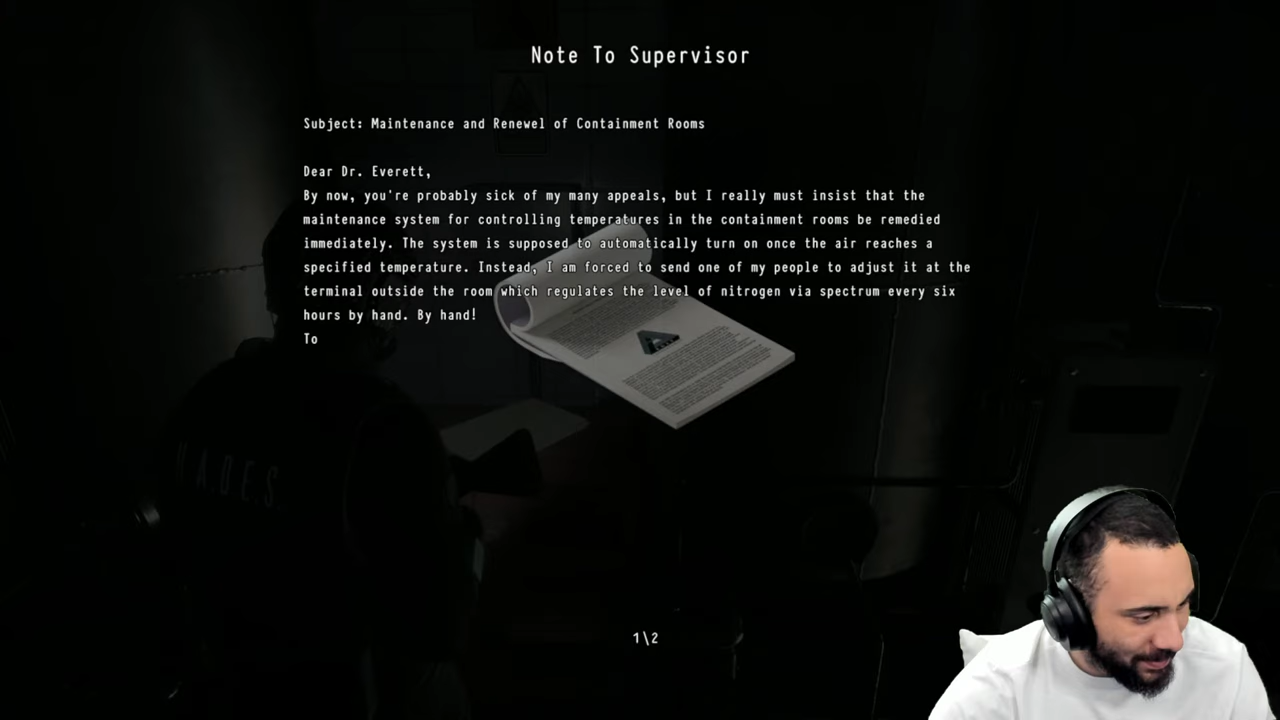 Note To Supervisor
Subject: Maintenance and Renewel of Containment Rooms
Dear Dr. Everett,
By now, you're probably sick of my many appeals, but I really must insist that the
maintenance system for controlling temperatures in the containment rooms be remedied
immediately. The system is supposed to automatically turn on once the air reaches a
specified temperature. Instead, I am forced to send one of my people to adjust it at the
terminal outside the room which regulates the level of nitrogen via spectrum every six
hours by hand. By hand!
To
H.A.D.E.S.
1\2